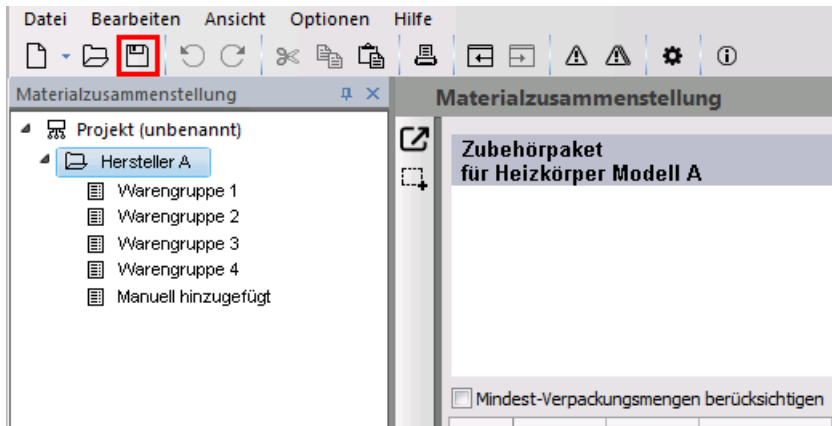 Datei Bearbeiten Ansicht Optionen Hilfe
Materialzusammenstellung
Projekt (unbenannt)
Hersteller A
Warengruppe 1
Warengruppe 2
Warengruppe 3
Warengruppe 4
Manuell hinzugefügt
Materialzusammenstellung
Zubehörpaket
für Heizkörper Modell A
Mindest-Verpackungsmengen berücksichtigen